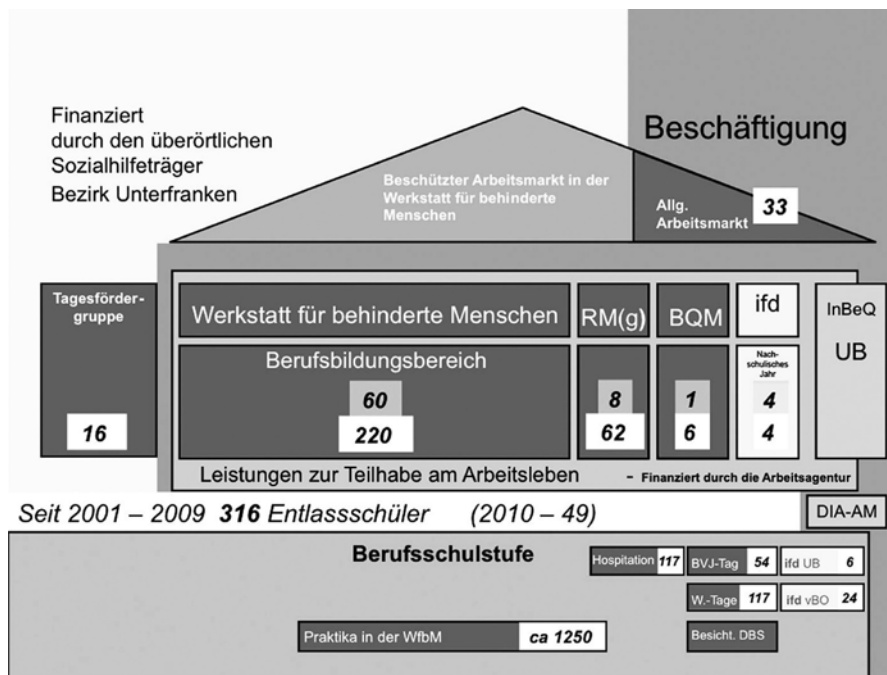 Finanziert
durch den überörtlichen
Sozialhilfeträger
Bezirk Unterfranken
Beschäftigung
Beschützter Arbeitsmarkt in der
Werkstatt für behinderte
Menschen
Allg.
Arbeitsmarkt
33
Tagesförder-
gruppe
16
Werkstatt für behinderte Menschen
RM(g)
BQM
ifd
InBeQ
UB
Berufsbildungsbereich
60
220
8
62
1
6
Nach-
schulisches
Jahr
4
4
Leistungen zur Teilhabe am Arbeitsleben
- Finanziert durch die Arbeitsagentur
Seit 2001 – 2009 316 Entlassschüler (2010 – 49)
DIA-AM
Berufsschulstufe
Hospitation 117
BVJ-Tag 54
ifd UB 6
W.-Tage 117
ifd vBO 24
Praktika in der WfbM ca 1250
Besicht. DBS